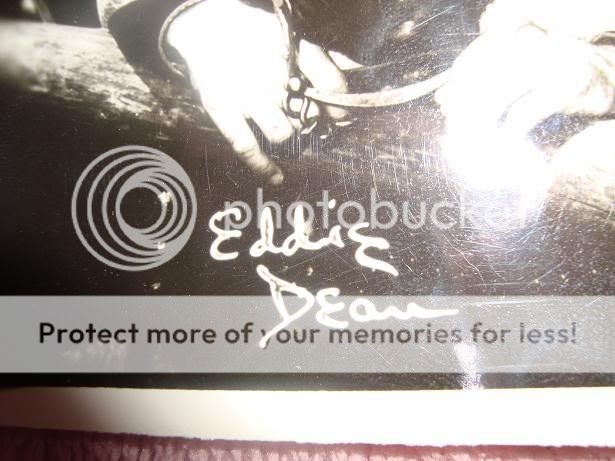 photobucket
Eddie
Dean
Protect more of your memories for less!